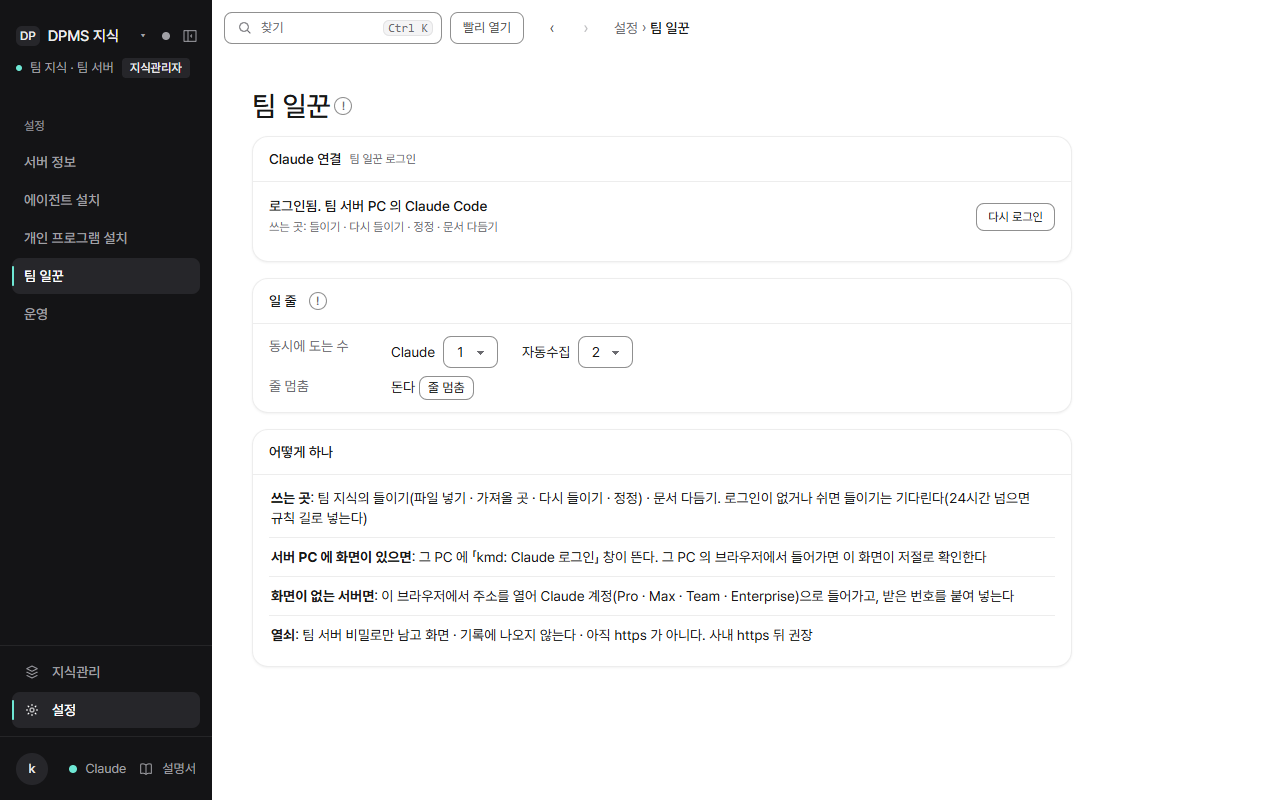 DP DPMS 지식
팀 지식 · 팀 서버 지식관리자
설정
서버 정보
에이전트 설치
개인 프로그램 설치
팀 일꾼
운영
지식관리
설정
k Claude 설명서
찾기 Ctrl K 빨리 열기 ‹ › 설정 › 팀 일꾼
팀 일꾼 !
Claude 연결 팀 일꾼 로그인
로그인됨. 팀 서버 PC 의 Claude Code
쓰는 곳: 들이기 · 다시 들이기 · 정정 · 문서 다듬기
다시 로그인
일 줄 !
동시에 도는 수 Claude 1 자동수집 2
줄 멈춤 돈다 줄 멈춤
어떻게 하나
쓰는 곳: 팀 지식의 들이기(파일 넣기 · 가져올 곳 · 다시 들이기 · 정정) · 문서 다듬기. 로그인이 없거나 쉬면 들이기는 기다린다(24시간 넘으면
규칙 길로 넣는다)
서버 PC 에 화면이 있으면: 그 PC 에 「kmd: Claude 로그인」 창이 뜬다. 그 PC 의 브라우저에서 들어가면 이 화면이 저절로 확인한다
화면이 없는 서버면: 이 브라우저에서 주소를 열어 Claude 계정(Pro · Max · Team · Enterprise)으로 들어가고, 받은 번호를 붙여 넣는다
열쇠: 팀 서버 비밀로만 남고 화면 · 기록에 나오지 않는다 · 아직 https 가 아니다. 사내 https 뒤 권장